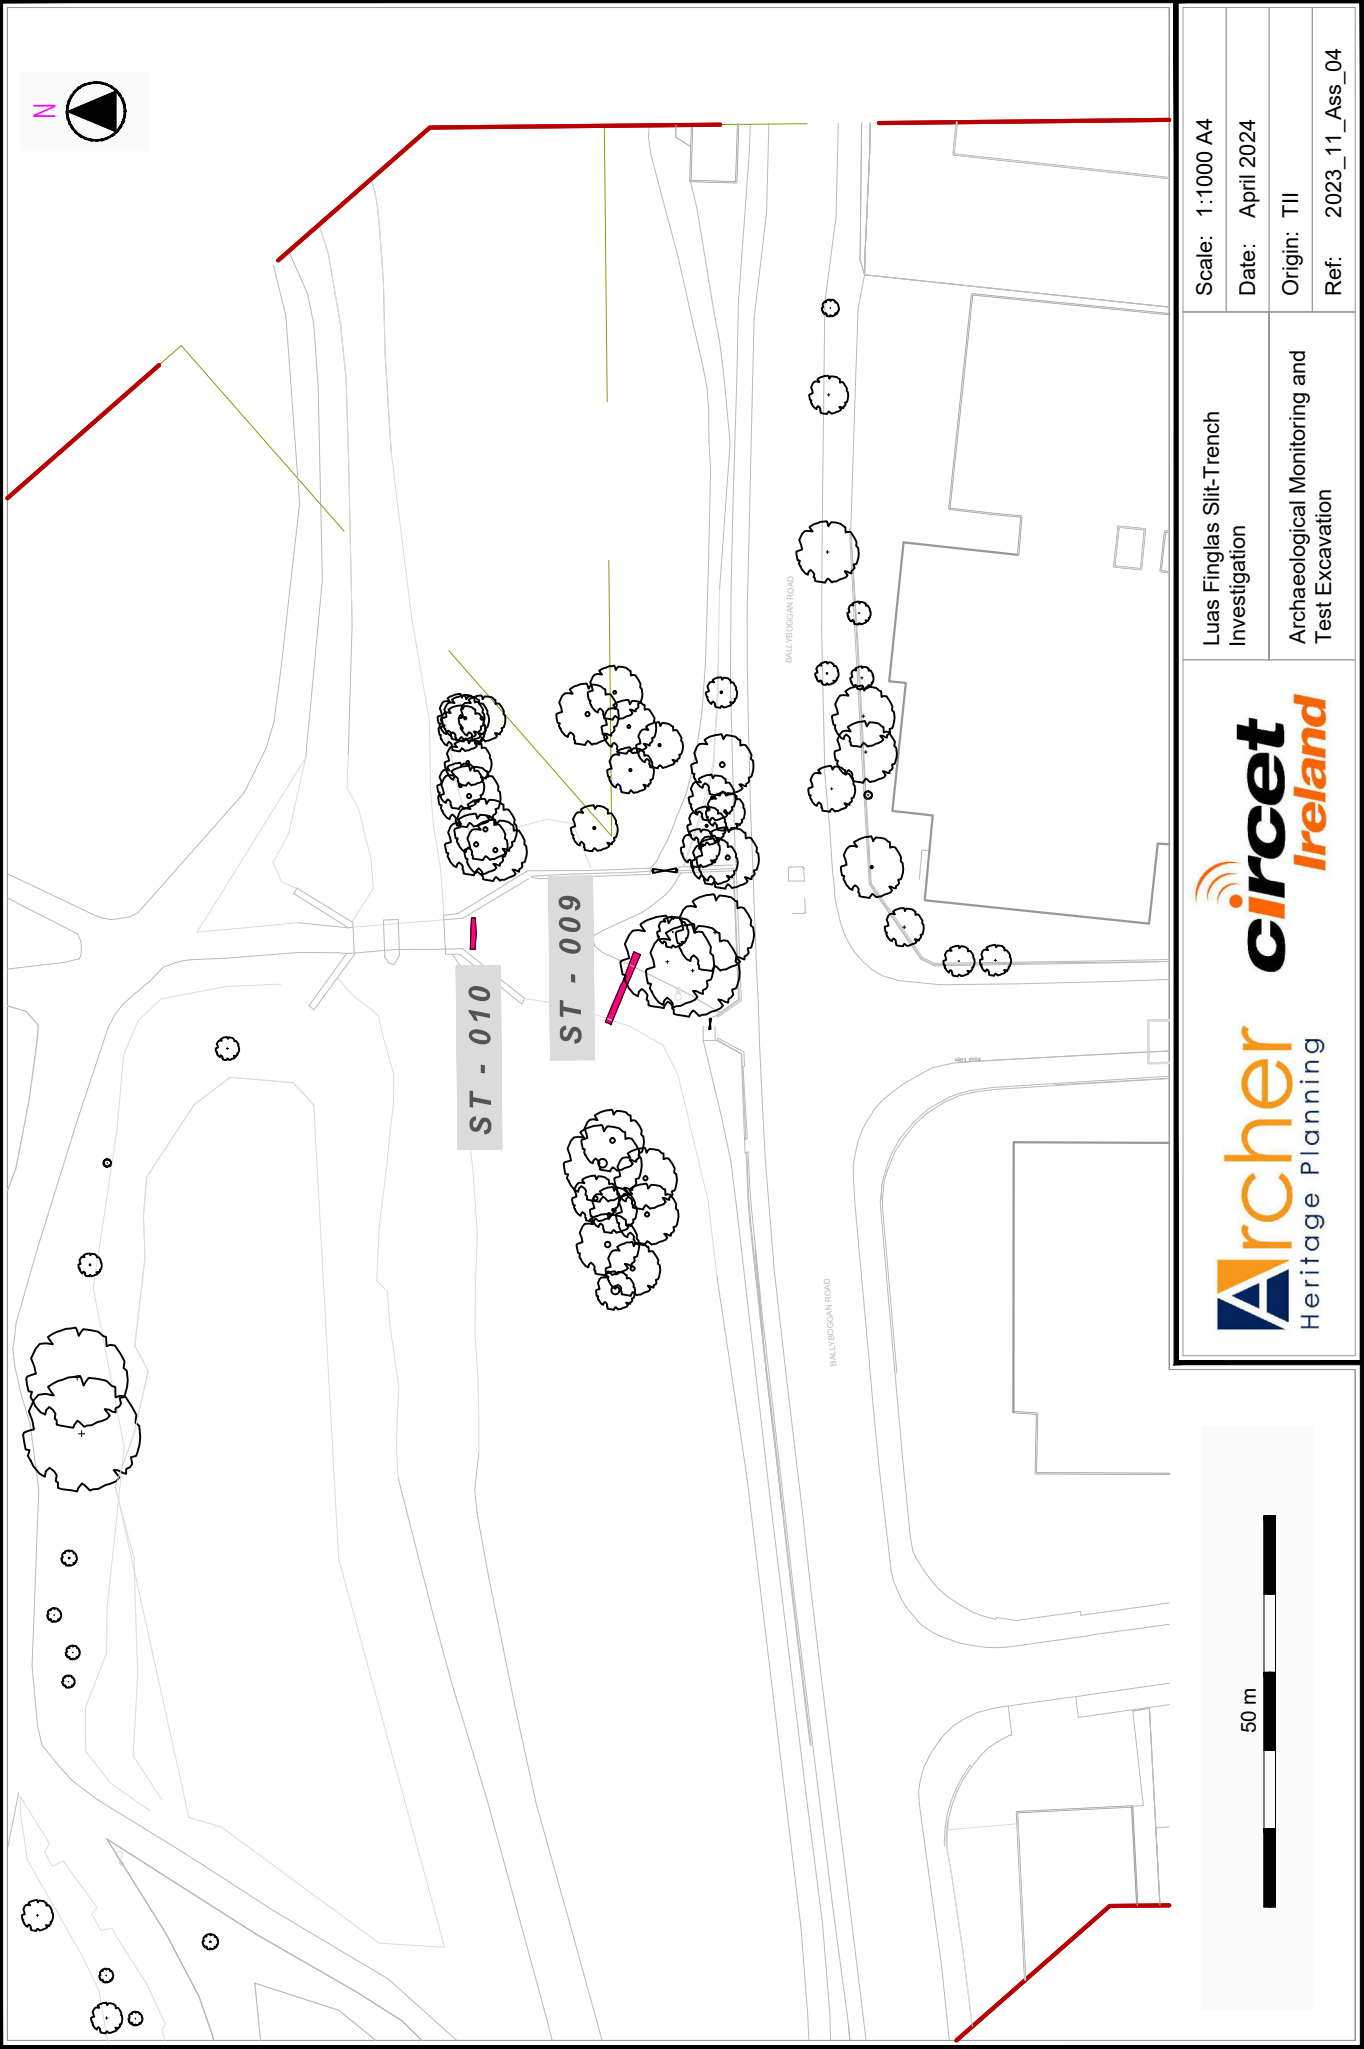 N
BALLYBOGGAN ROAD
BALLYBOGGAN ROAD
ST - 010
ST - 009
50 m
Archer
Heritage Planning
circet
Ireland
Luas Finglas Slit-Trench
Investigation
Archaeological Monitoring and
Test Excavation
Scale: 1:1000 A4
Date: April 2024
Origin: TII
Ref: 2023_11_Ass_04